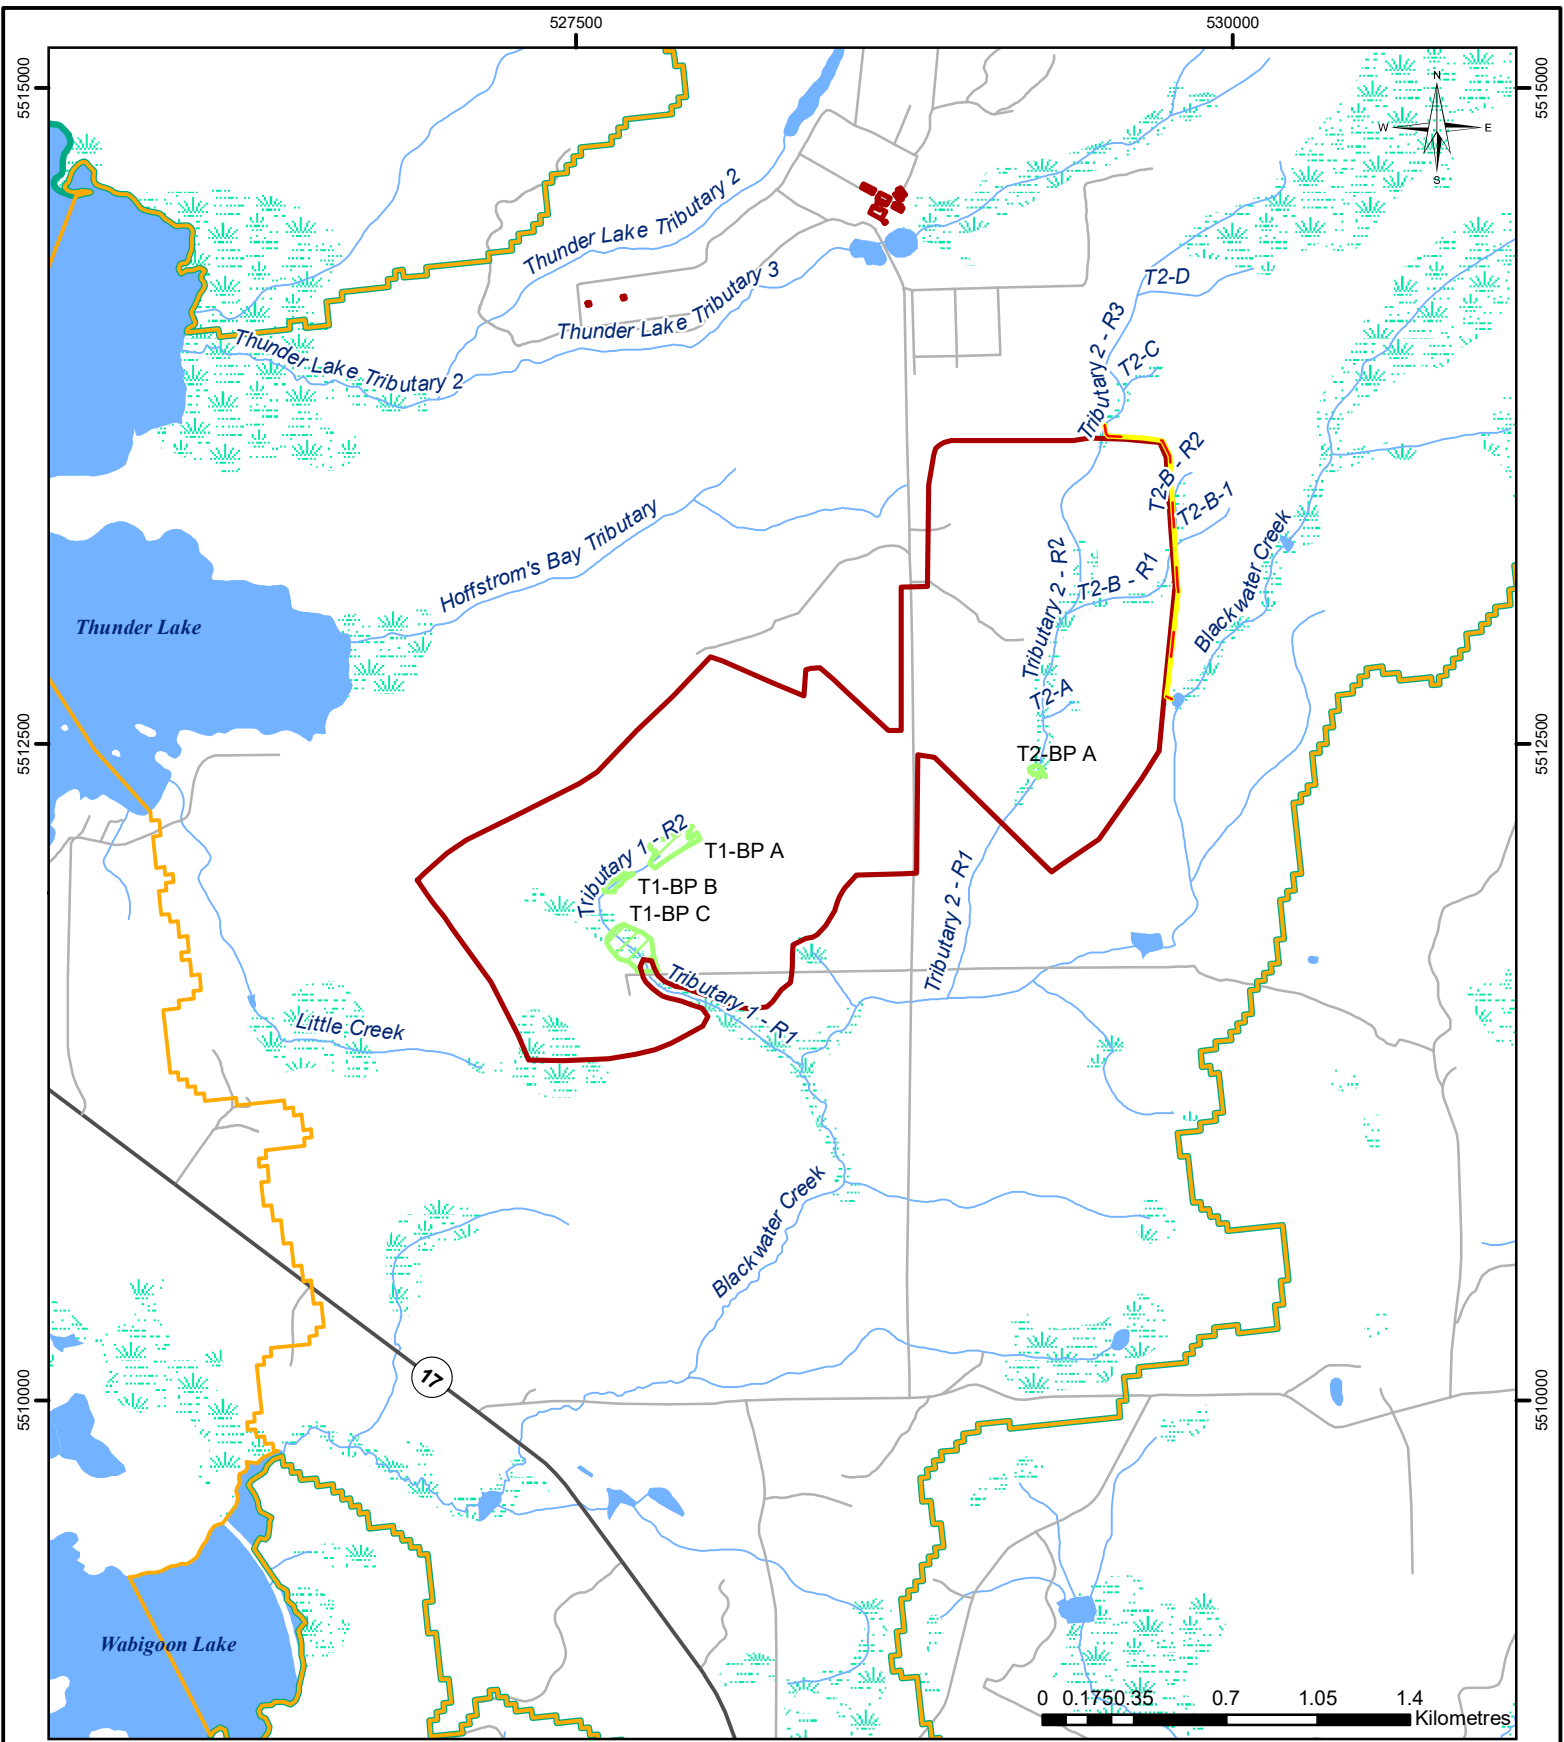 527500
530000
5515000
5515000
N
W
E
S
Thunder Lake Tributary 2
Thunder Lake Tributary 3
T2-D
Tributary 2 - R3
Thunder Lake Tributary 2
T2-C
T2-B - R2
T2-B-1
Hoffstrom's Bay Tributary
Tributary 2 - R2
T2-B - R1
Blackwater Creek
Thunder Lake
T2-A
5512500
5512500
T2-BP A
Tributary 1 - R2
T1-BP A
T1-BP B
T1-BP C
Tributary 2 - R1
Tributary 1 - R1
Little Creek
Blackwater Creek
17
5510000
5510000
Wabigoon Lake
0 0.1750.35 0.7 1.05 1.4
Kilometres